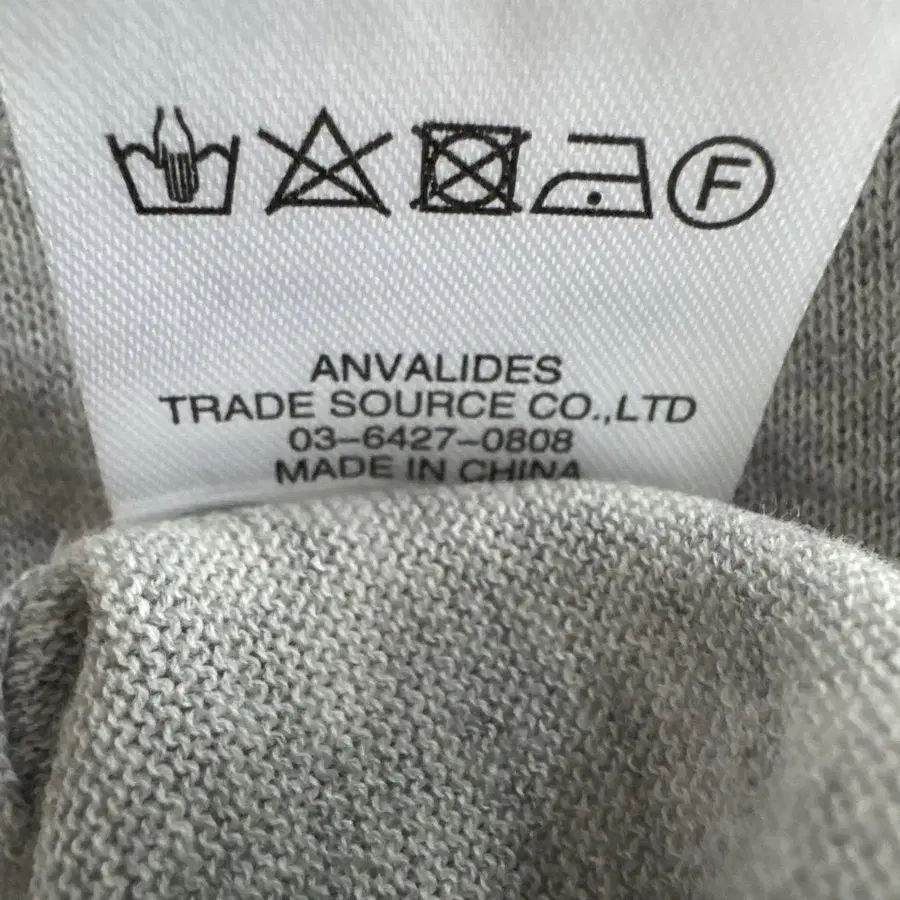 F
ANVALIDES
TRADE SOURCE CO.,LTD
03-6427-0808
MADE IN CHINA